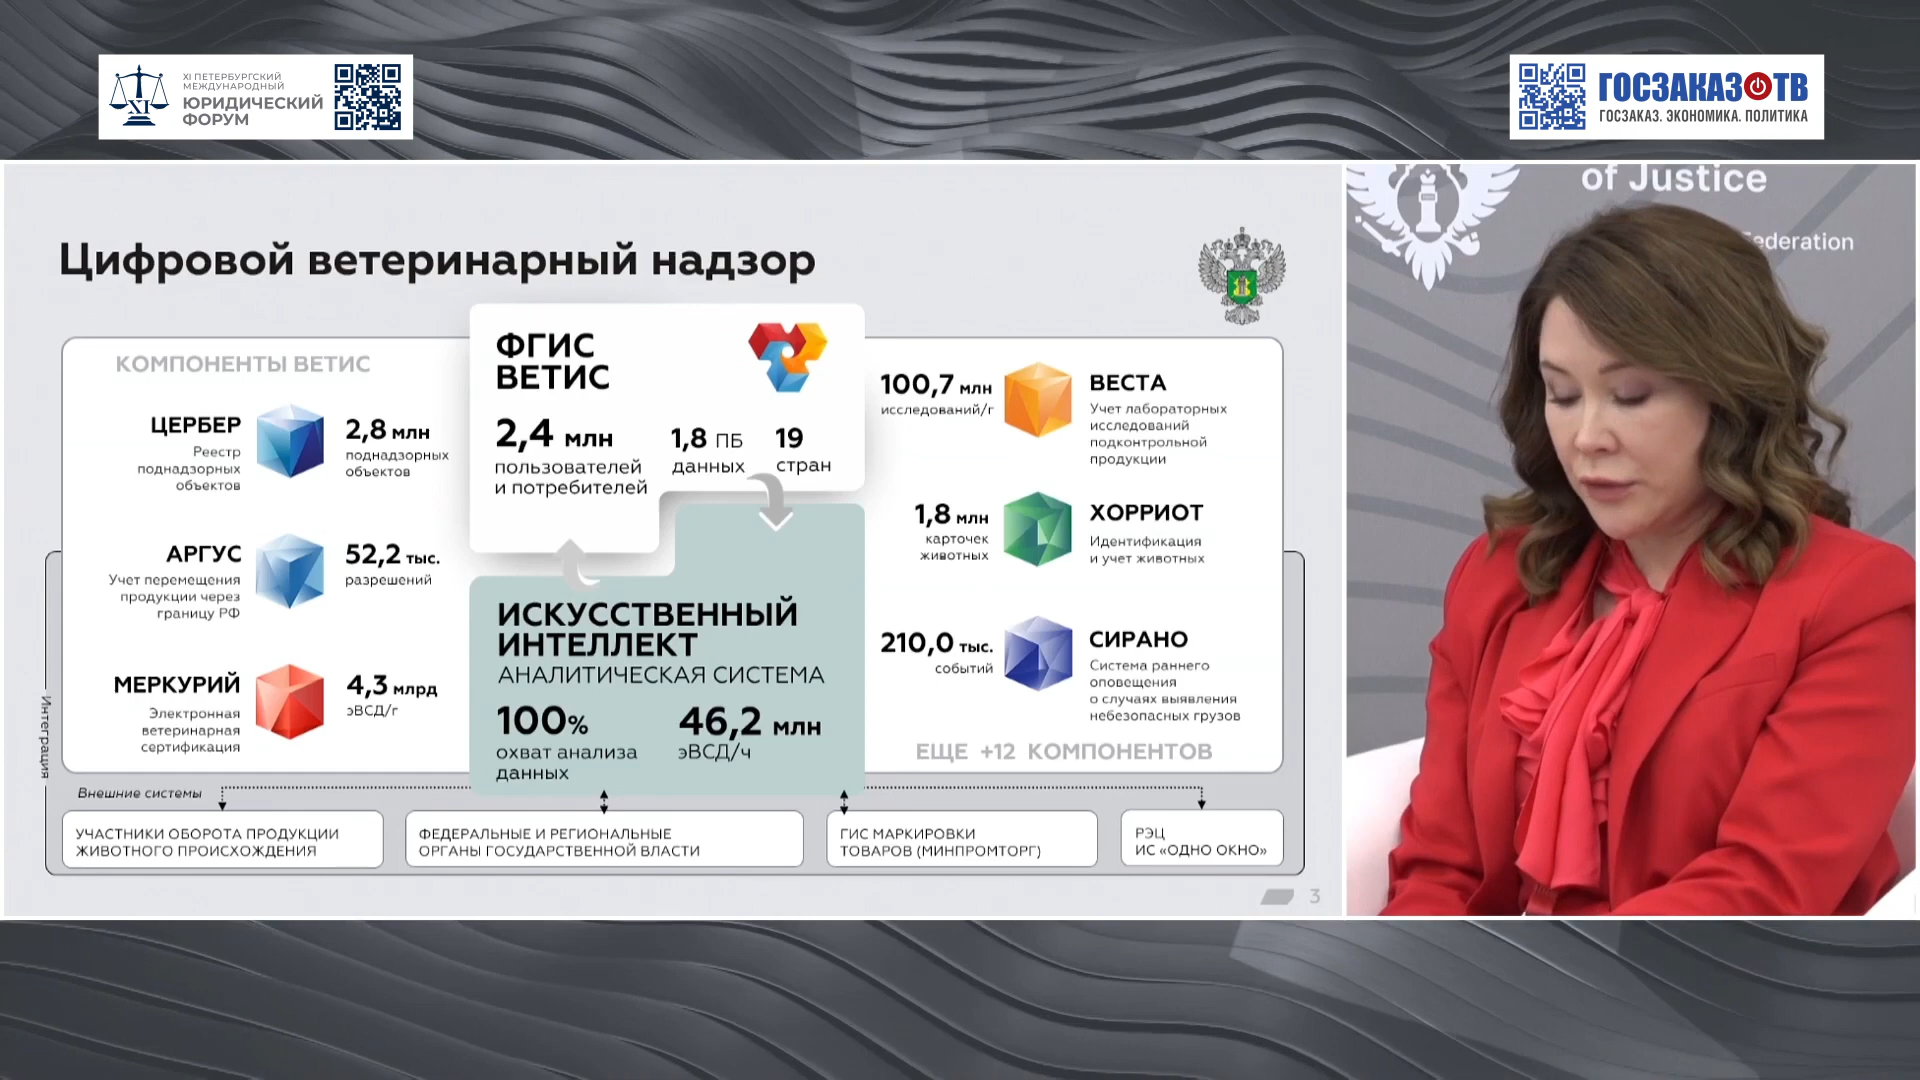 XI ПЕТЕРБУРГСКИЙ
МЕЖДУНАРОДНЫЙ
ЮРИДИЧЕСКИЙ
ФОРУМ
XI
ГОСЗАКАЗ ТВ
ГОСЗАКАЗ. ЭКОНОМИКА. ПОЛИТИКА
of Justice
Federation
Цифровой ветеринарный надзор
КОМПОНЕНТЫ ВЕТИС
ЦЕРБЕР
Реестр
поднадзорных
объектов
2,8 млн
поднадзорных
объектов
АРГУС
Учет перемещения
продукции через
границу РФ
52,2 тыс.
разрешений
МЕРКУРИЙ
Электронная
ветеринарная
сертификация
4,3 млрд
эВСД/г
ФГИС
ВЕТИС
2,4 млн
пользователей
и потребителей
1,8 ПБ
данных
19
стран
ИСКУССТВЕННЫЙ
ИНТЕЛЛЕКТ
АНАЛИТИЧЕСКАЯ СИСТЕМА
100%
охват анализа
данных
46,2 млн
эВСД/ч
100,7 млн
исследований/г
ВЕСТА
Учет лабораторных
исследований
подконтрольной
продукции
1,8 млн
карточек
животных
ХОРРИОТ
Идентификация
и учет животных
210,0 тыс.
событий
СИРАНО
Система раннего
оповещения
о случаях выявления
небезопасных грузов
ЕЩЕ +12 КОМПОНЕНТОВ
Интеграция
Внешние системы
УЧАСТНИКИ ОБОРОТА ПРОДУКЦИИ
ЖИВОТНОГО ПРОИСХОЖДЕНИЯ
ФЕДЕРАЛЬНЫЕ И РЕГИОНАЛЬНЫЕ
ОРГАНЫ ГОСУДАРСТВЕННОЙ ВЛАСТИ
ГИС МАРКИРОВКИ
ТОВАРОВ (МИНПРОМТОРГ)
РЭЦ
ИС «ОДНО ОКНО»
3